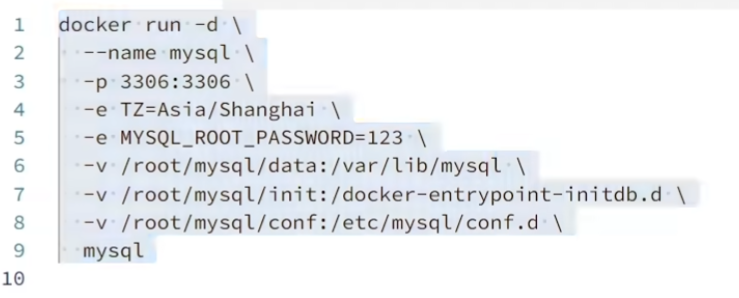 1 docker run -d \
2 --name mysql \
3 -p 3306:3306 \
4 -e TZ=Asia/Shanghai \
5 -e MYSQL_ROOT_PASSWORD=123 \
6 -v /root/mysql/data:/var/lib/mysql \
7 -v /root/mysql/init:/docker-entrypoint-initdb.d \
8 -v /root/mysql/conf:/etc/mysql/conf.d \
9 mysql
10